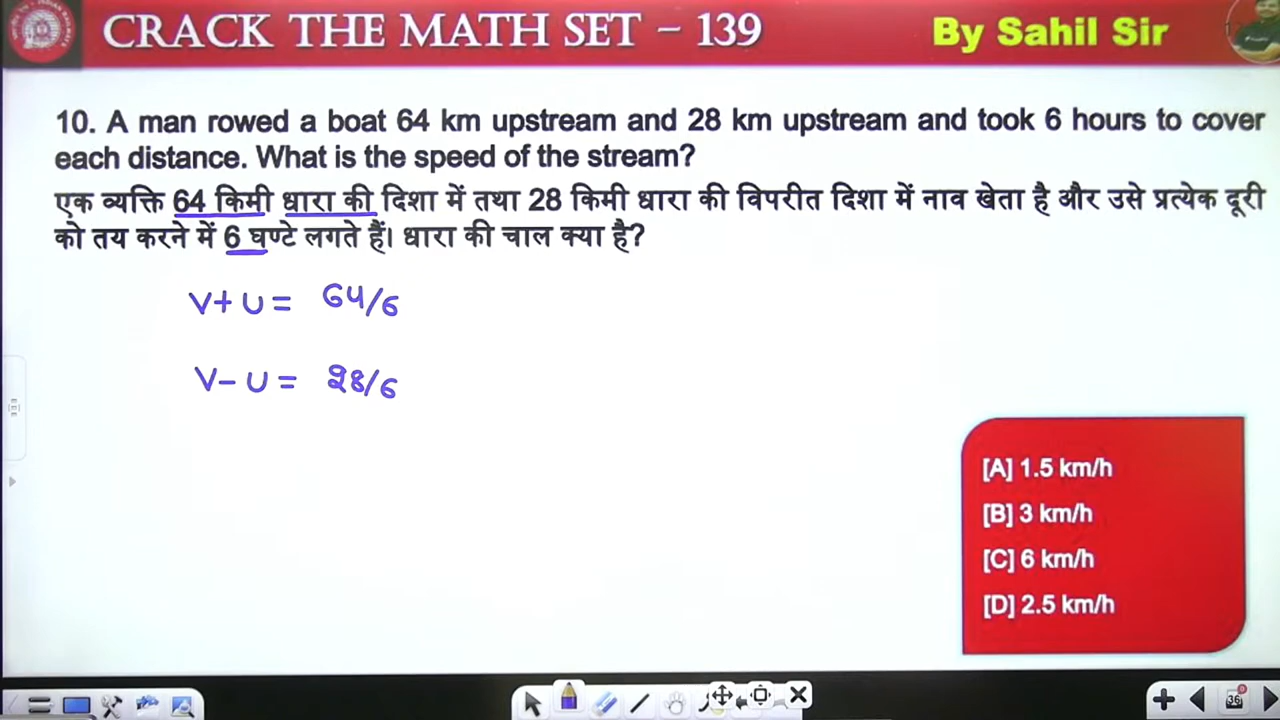 CRACK THE MATH SET – 139
By Sahil Sir
10. A man rowed a boat 64 km upstream and 28 km upstream and took 6 hours to cover
each distance. What is the speed of the stream?
एक व्यक्ति 64 किमी धारा की दिशा में तथा 28 किमी धारा की विपरीत दिशा में नाव खेता है और उसे प्रत्येक दूरी
को तय करने में 6 घण्टे लगते हैं। धारा की चाल क्या है?
V+U = 64/6
V-U = 28/6
[A] 1.5 km/h
[B] 3 km/h
[C] 6 km/h
[D] 2.5 km/h
36